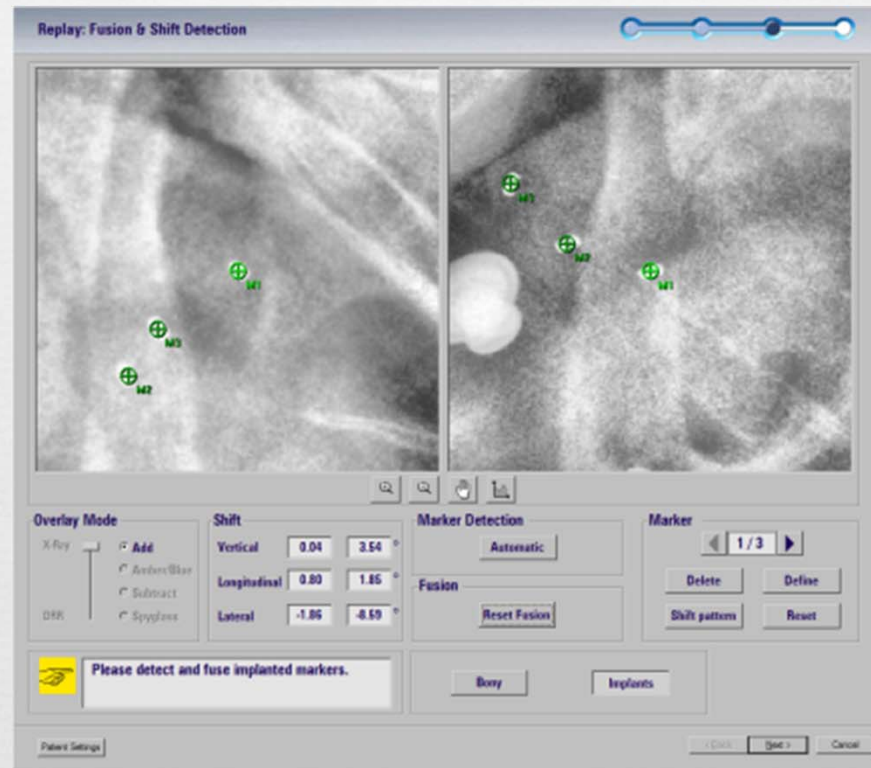 Replay: Fusion & Shift Detection
M1
M3
M2
M3
M2
M1
Overlay Mode
X-Ray
Add
Amber/Blue
Subtract
DRR
Spyglass
Shift
Vertical 0.04 3.54 °
Longitudinal 0.80 1.85 °
Lateral -1.86 °
Marker Detection
Automatic
Fusion
Reset Fusion
Marker
1 / 3
Delete Define
Shift pattern Reset
Please detect and fuse implanted markers.
Bony Implants
Patient Settings
< Back Next > Cancel